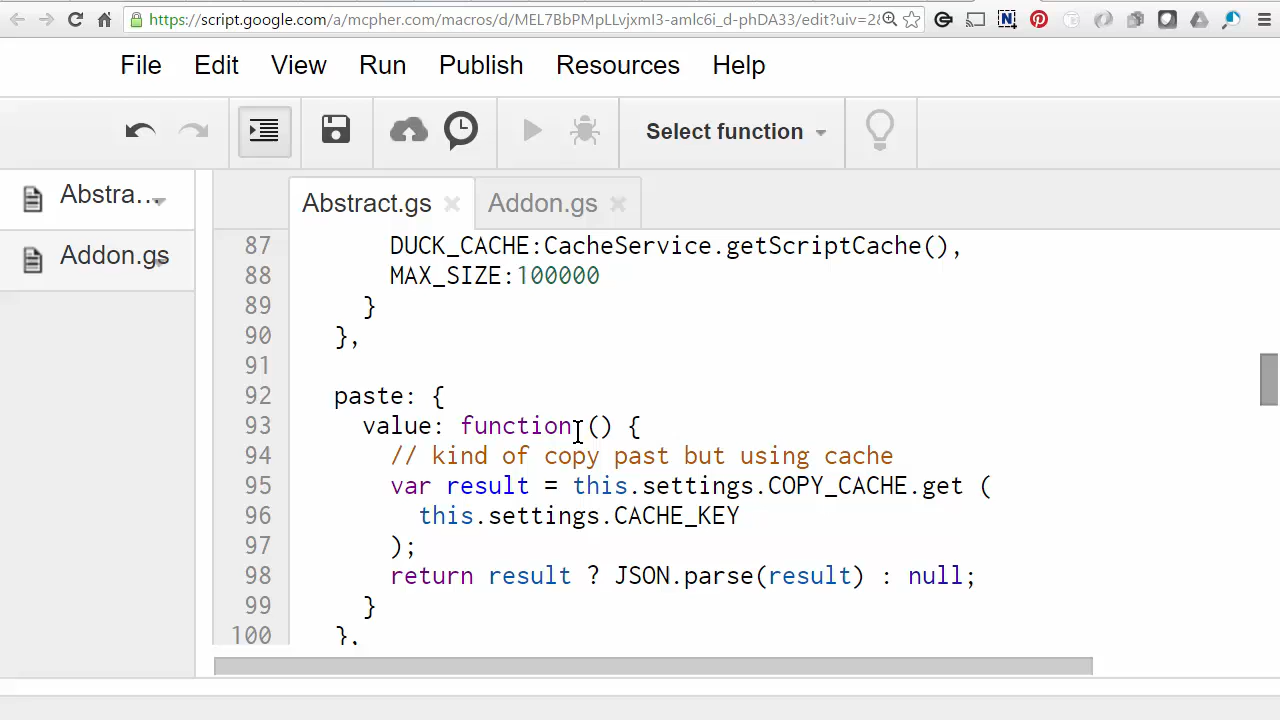 https://script.google.com/a/mcpher.com/macros/d/MEL7BDPMpLLvjxmI3-amlc6i_d-phDA33/edit?uiv=2&
File Edit View Run Publish Resources Help
Select function
Abstra... Abstract.gs Addon.gs
Addon.gs
87 DUCK_CACHE:CacheService.getScriptCache(),
88 MAX_SIZE:100000
89 }
90 },
91
92 paste: {
93 value: function () {
94 // kind of copy past but using cache
95 var result = this.settings.COPY_CACHE.get (
96 this.settings.CACHE_KEY
97 );
98 return result ? JSON.parse(result) : null;
99 }
100 },